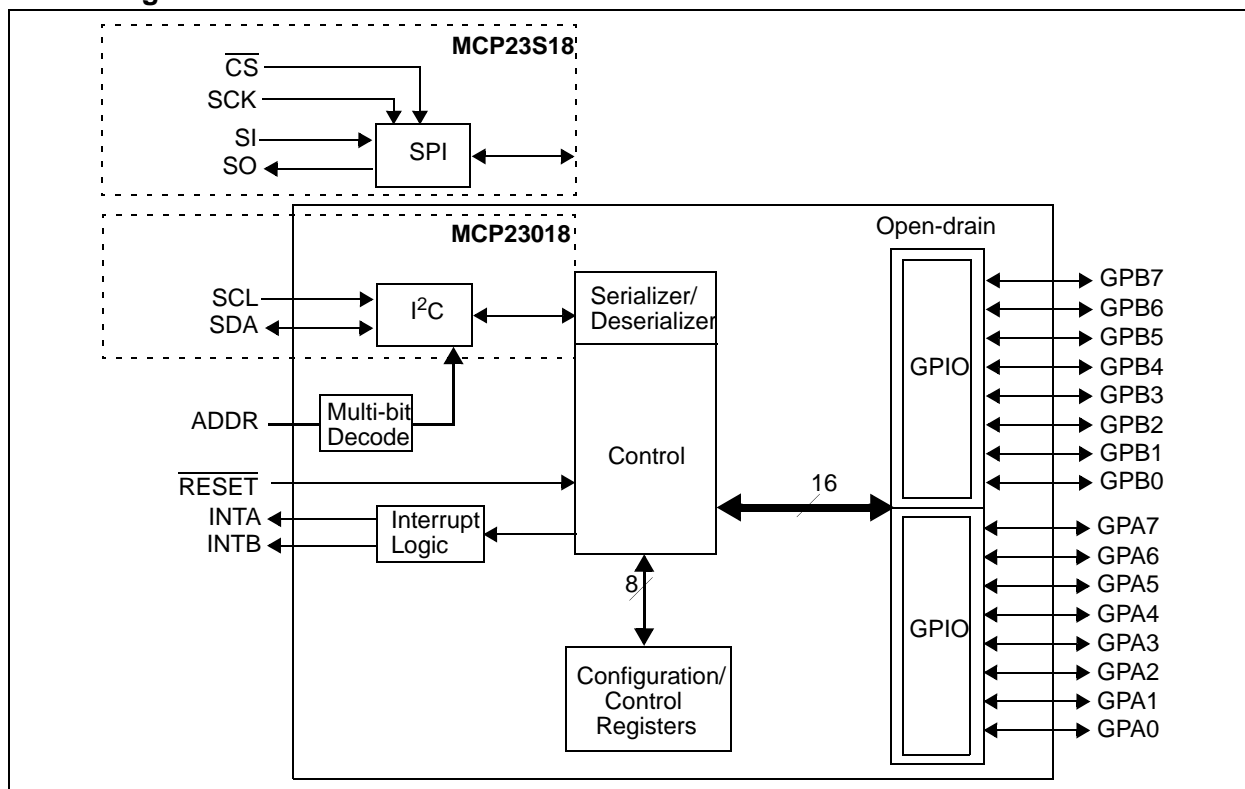 MCP23S18
CS
SCK
SI
SO
SPI
MCP23018
SCL
SDA
I²C
Serializer/
Deserializer
Open-drain
GPIO
GPB7
GPB6
GPB5
GPB4
GPB3
GPB2
GPB1
GPB0
ADDR
Multi-bit
Decode
Control
RESET
16
INTA
INTB
Interrupt
Logic
8
GPIO
GPA7
GPA6
GPA5
GPA4
GPA3
GPA2
GPA1
GPA0
Configuration/
Control
Registers